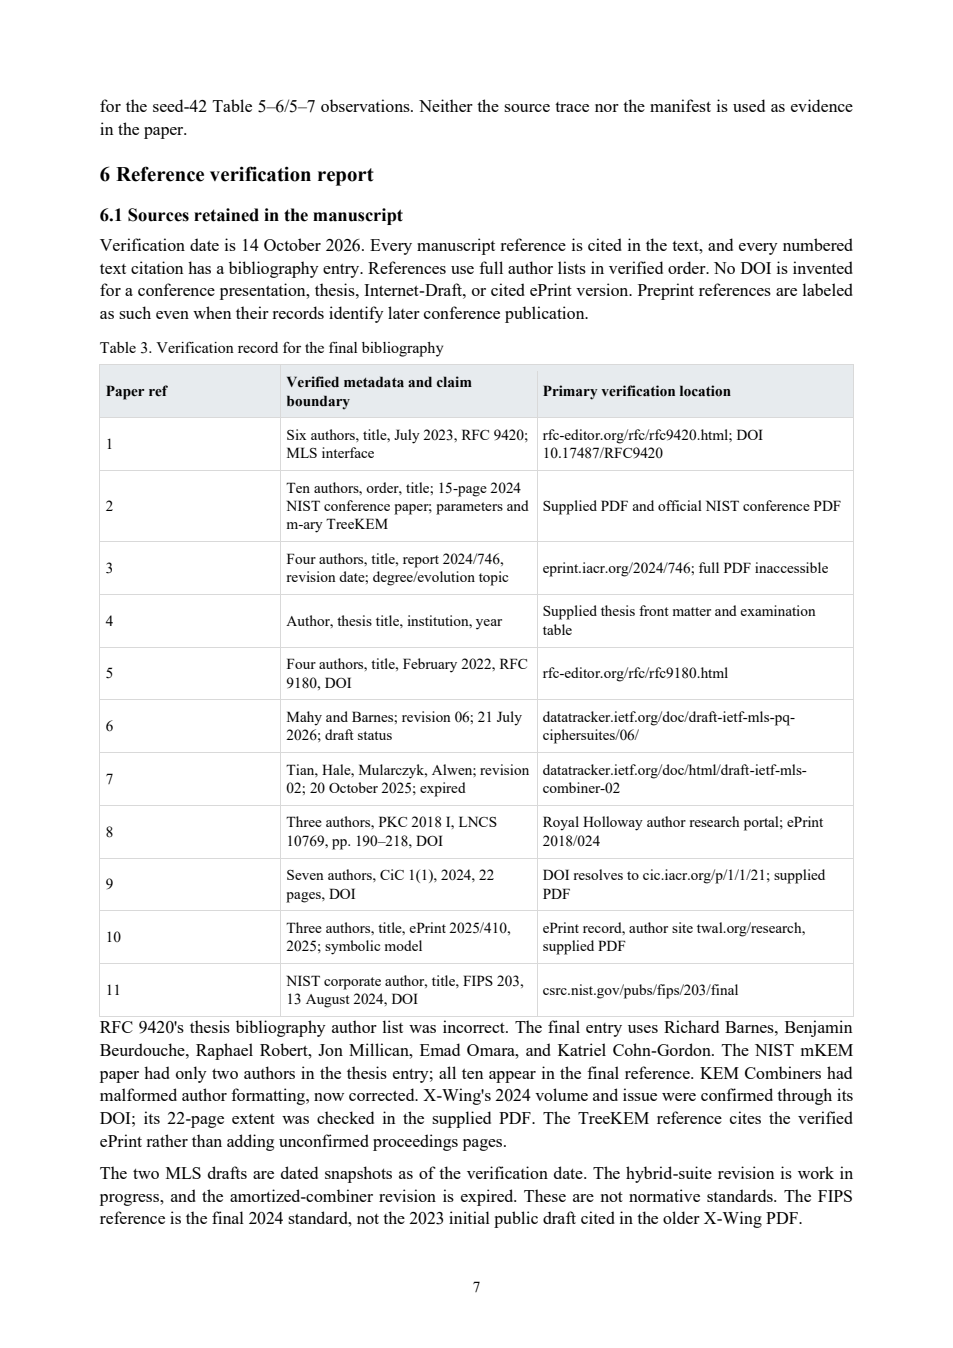 for the seed-42 Table 5–6/5–7 observations. Neither the source trace nor the manifest is used as evidence
in the paper.
6 Reference verification report
6.1 Sources retained in the manuscript
Verification date is 14 October 2026. Every manuscript reference is cited in the text, and every numbered
text citation has a bibliography entry. References use full author lists in verified order. No DOI is invented
for a conference presentation, thesis, Internet-Draft, or cited ePrint version. Preprint references are labeled
as such even when their records identify later conference publication.
Table 3. Verification record for the final bibliography
Paper ref
Verified metadata and claim
boundary
Primary verification location
1
Six authors, title, July 2023, RFC 9420;
MLS interface
rfc-editor.org/rfc/rfc9420.html; DOI
10.17487/RFC9420
2
Ten authors, order, title; 15-page 2024
NIST conference paper; parameters and
m-ary TreeKEM
Supplied PDF and official NIST conference PDF
3
Four authors, title, report 2024/746,
revision date; degree/evolution topic
eprint.iacr.org/2024/746; full PDF inaccessible
4
Author, thesis title, institution, year
Supplied thesis front matter and examination
table
5
Four authors, title, February 2022, RFC
9180, DOI
rfc-editor.org/rfc/rfc9180.html
6
Mahy and Barnes; revision 06; 21 July
2026; draft status
datatracker.ietf.org/doc/draft-ietf-mls-pq-
ciphersuites/06/
7
Tian, Hale, Mularczyk, Alwen; revision
02; 20 October 2025; expired
datatracker.ietf.org/doc/html/draft-ietf-mls-
combiner-02
8
Three authors, PKC 2018 I, LNCS
10769, pp. 190–218, DOI
Royal Holloway author research portal; ePrint
2018/024
9
Seven authors, CiC 1(1), 2024, 22
pages, DOI
DOI resolves to cic.iacr.org/p/1/1/21; supplied
PDF
10
Three authors, title, ePrint 2025/410,
2025; symbolic model
ePrint record, author site twal.org/research,
supplied PDF
11
NIST corporate author, title, FIPS 203,
13 August 2024, DOI
csrc.nist.gov/pubs/fips/203/final
RFC 9420's thesis bibliography author list was incorrect. The final entry uses Richard Barnes, Benjamin
Beurdouche, Raphael Robert, Jon Millican, Emad Omara, and Katriel Cohn-Gordon. The NIST mKEM
paper had only two authors in the thesis entry; all ten appear in the final reference. KEM Combiners had
malformed author formatting, now corrected. X-Wing's 2024 volume and issue were confirmed through its
DOI; its 22-page extent was checked in the supplied PDF. The TreeKEM reference cites the verified
ePrint rather than adding unconfirmed proceedings pages.
The two MLS drafts are dated snapshots as of the verification date. The hybrid-suite revision is work in
progress, and the amortized-combiner revision is expired. These are not normative standards. The FIPS
reference is the final 2024 standard, not the 2023 initial public draft cited in the older X-Wing PDF.
7